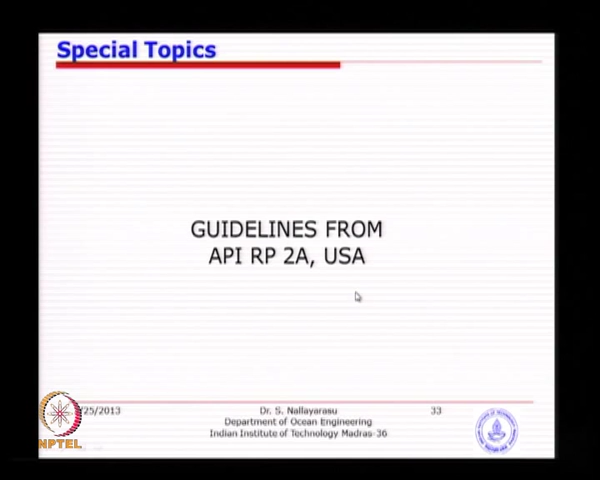 Special Topics
GUIDELINES FROM
API RP 2A, USA
/25/2013
Dr. S. Nallayarasu
33
Department of Ocean Engineering
Indian Institute of Technology Madras-36
NPTEL